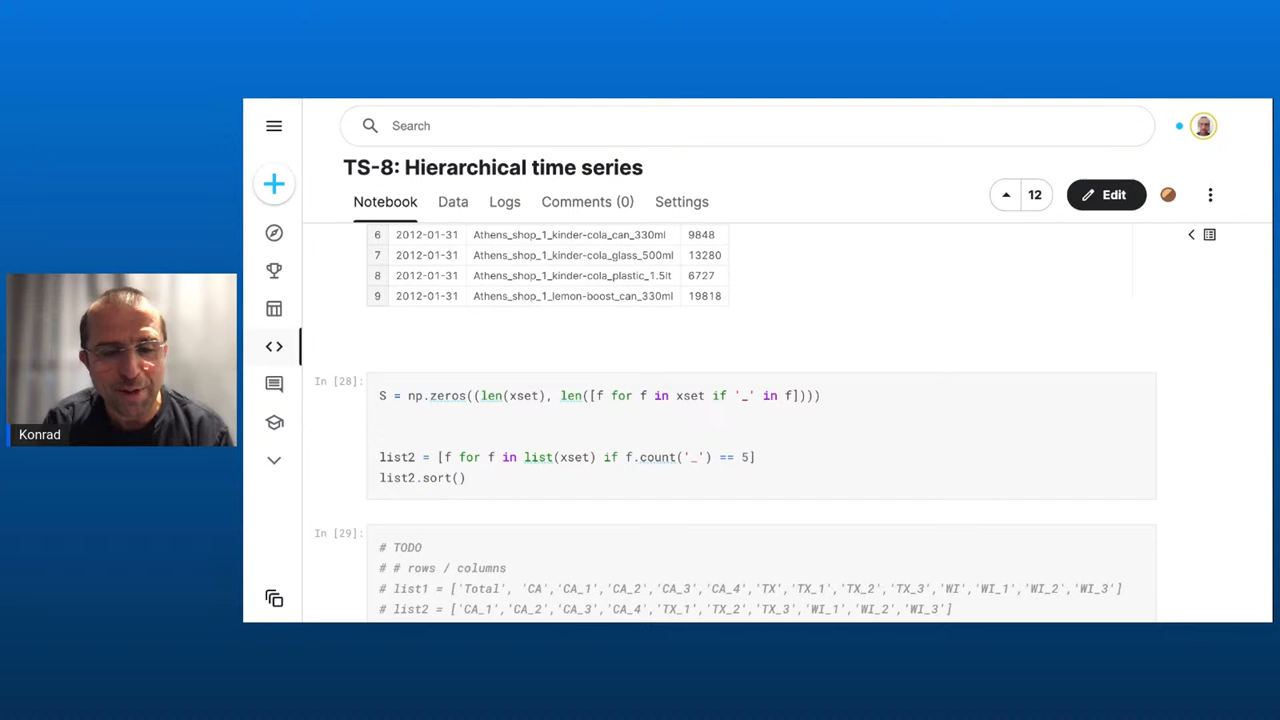 Search
TS-8: Hierarchical time series
12
Edit
Notebook Data Logs Comments (0) Settings
6 2012-01-31 Athens_shop_1_kinder-cola_can_330ml 9848
7 2012-01-31 Athens_shop_1_kinder-cola_glass_500ml 13280
8 2012-01-31 Athens_shop_1_kinder-cola_plastic_1.5lt 6727
9 2012-01-31 Athens_shop_1_lemon-boost_can_330ml 19818
In [28]:
S = np.zeros((len(xset), len([f for f in xset if '_' in f])))
list2 = [f for f in list(xset) if f.count('_') == 5]
list2.sort()
In [29]:
# TODO
# # rows / columns
# list1 = ['Total', 'CA','CA_1','CA_2','CA_3','CA_4','TX','TX_1','TX_2','TX_3','WI','WI_1','WI_2','WI_3']
# list2 = ['CA_1','CA_2','CA_3','CA_4','TX_1','TX_2','TX_3','WI_1','WI_2','WI_3']
Konrad